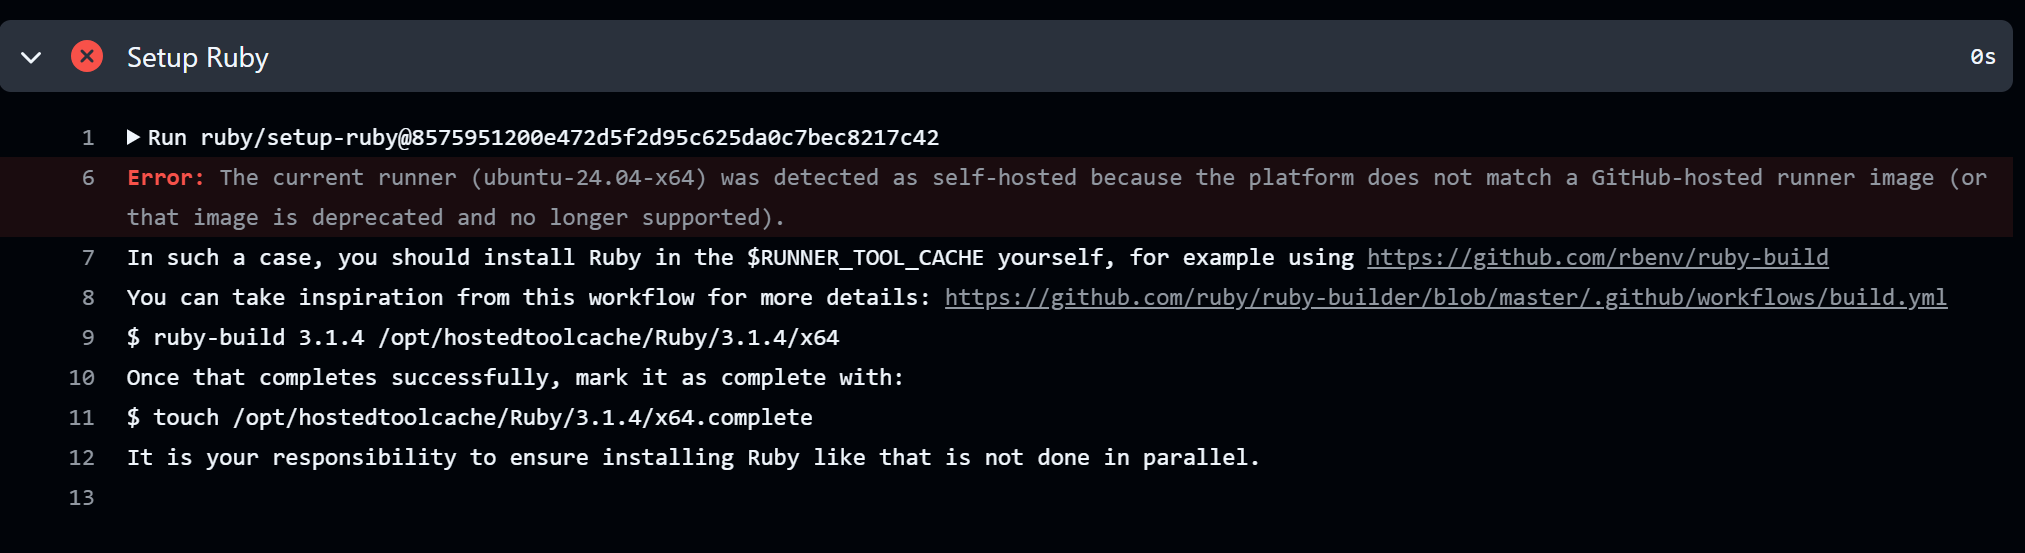 Setup Ruby 0s
1 Run ruby/setup-ruby@8575951200e472d5f2d95c625da0c7bec8217c42
6 Error: The current runner (ubuntu-24.04-x64) was detected as self-hosted because the platform does not match a GitHub-hosted runner image (or
that image is deprecated and no longer supported).
7 In such a case, you should install Ruby in the $RUNNER_TOOL_CACHE yourself, for example using https://github.com/rbenv/ruby-build
8 You can take inspiration from this workflow for more details: https://github.com/ruby/ruby-builder/blob/master/.github/workflows/build.yml
9 $ ruby-build 3.1.4 /opt/hostedtoolcache/Ruby/3.1.4/x64
10 Once that completes successfully, mark it as complete with:
11 $ touch /opt/hostedtoolcache/Ruby/3.1.4/x64.complete
12 It is your responsibility to ensure installing Ruby like that is not done in parallel.
13